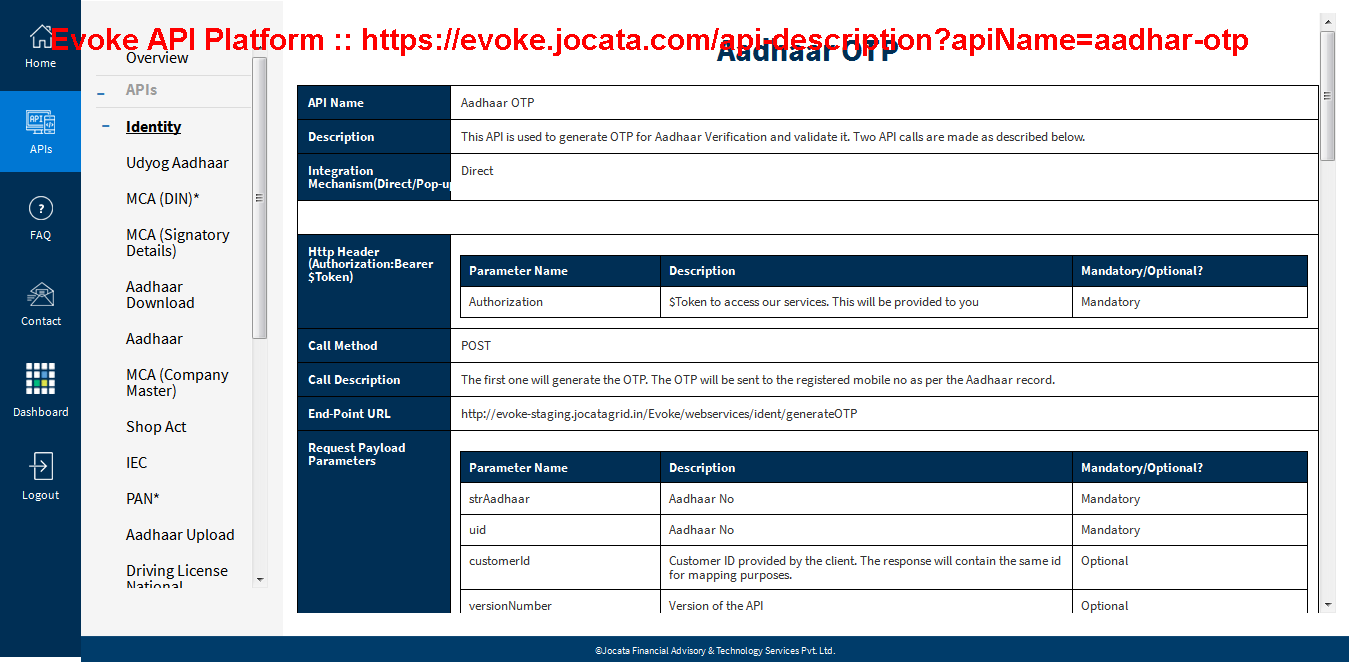 Evoke API Platform :: https://evoke.jocata.com/api-description?apiName=aadhar-otp
Home
APIs
FAQ
Contact
Dashboard
Logout
Overview
APIs
Identity
Udyog Aadhaar
MCA (DIN)*
MCA (Signatory
Details)
Aadhaar
Download
Aadhaar
MCA (Company
Master)
Shop Act
IEC
PAN*
Aadhaar Upload
Driving License
National
Aadhaar OTP
API Name
Aadhaar OTP
Description
This API is used to generate OTP for Aadhaar Verification and validate it. Two API calls are made as described below.
Integration
Mechanism(Direct/Pop-up
Direct
Http Header
(Authorization:Bearer
$Token)
Parameter Name Description Mandatory/Optional?
Authorization $Token to access our services. This will be provided to you Mandatory
Call Method
POST
Call Description
The first one will generate the OTP. The OTP will be sent to the registered mobile no as per the Aadhaar record.
End-Point URL
http://evoke-staging.jocatagrid.in/Evoke/webservices/ident/generateOTP
Request Payload
Parameters
Parameter Name Description Mandatory/Optional?
strAadhaar Aadhaar No Mandatory
uid Aadhaar No Mandatory
customerId Customer ID provided by the client. The response will contain the same id Optional
for mapping purposes.
versionNumber Version of the API Optional
©Jocata Financial Advisory & Technology Services Pvt. Ltd.